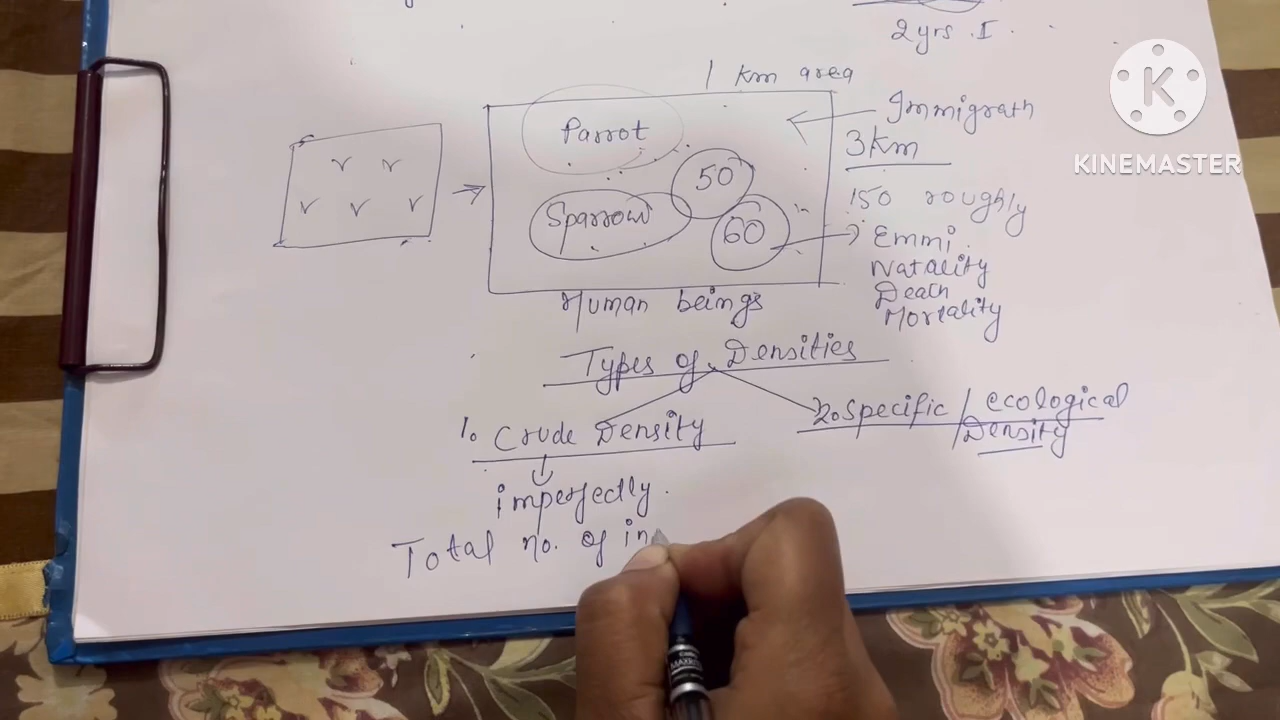 2yrs . I .
1 Km area
Immigrath
3Km
150 roughly
Emmi
Natality
Death
Mortality
Parrot
50
Sparrow
60
v v
v v v
Human beings
Types of Densities
1. Crude Density
2. Specific / ecological
Density
imperfectly.
Total no. of in
K
KINEMASTER
MAXRITER